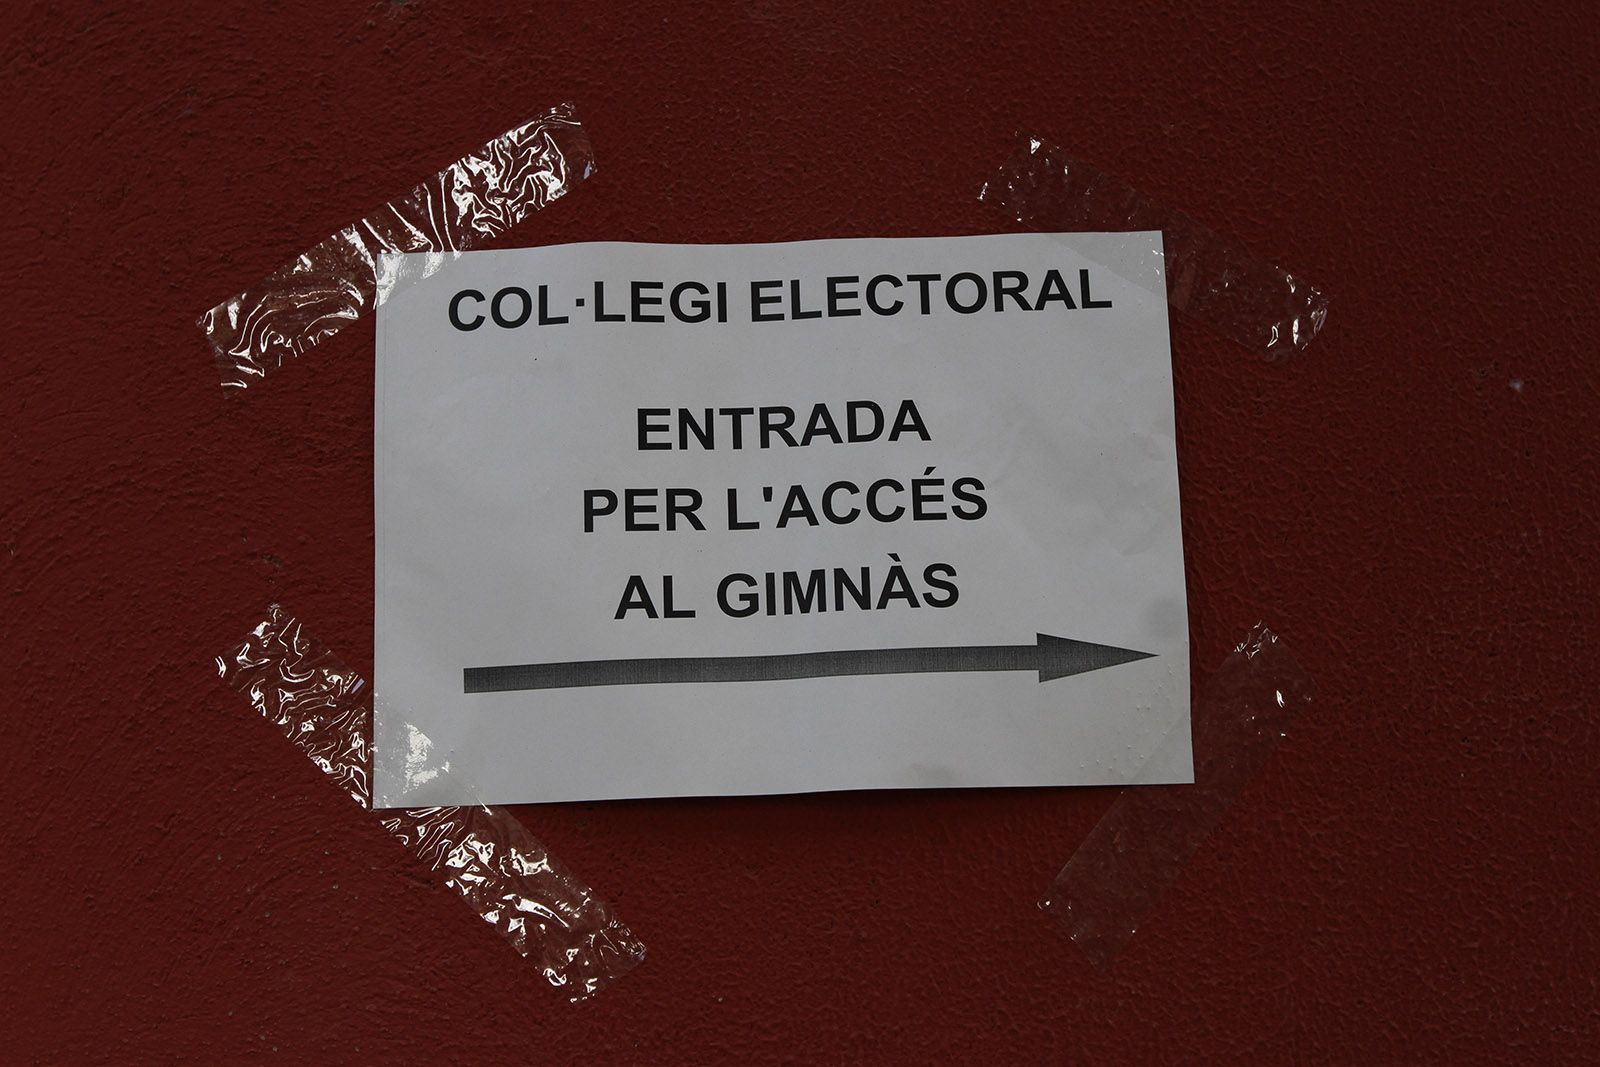 COL·LEGI ELECTORAL
ENTRADA
PER L'ACCÉS
AL GIMNÀS